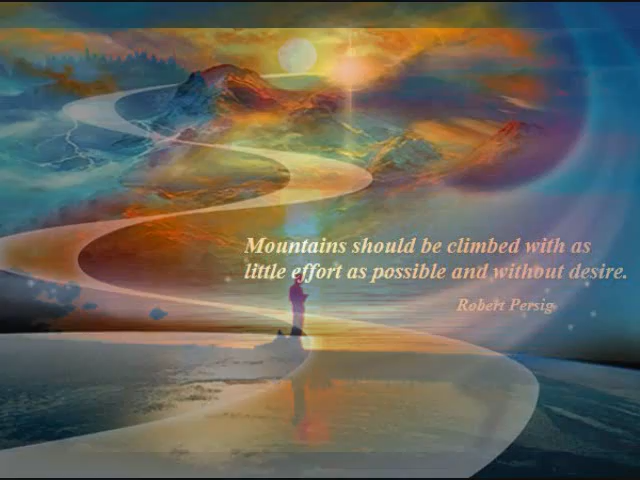 Mountains should be climbed with as
little effort as possible and without desire.
Robert Persig